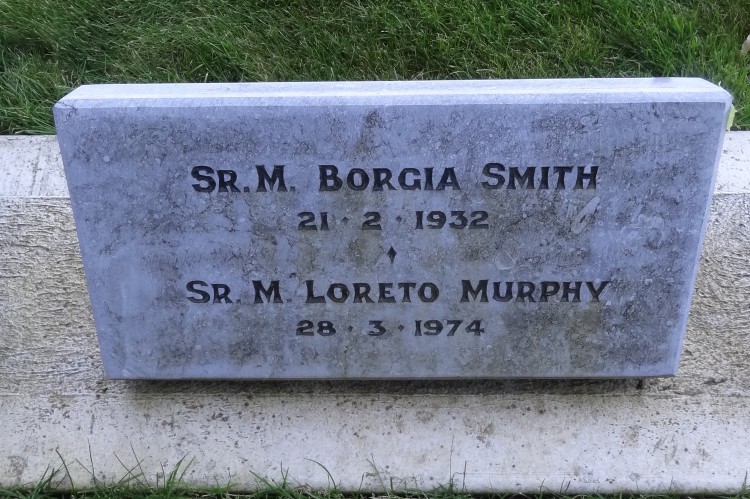 Sr. M. Borgia Smith
21 · 2 · 1932
Sr. M. Loreto Murphy
28 · 3 · 1974